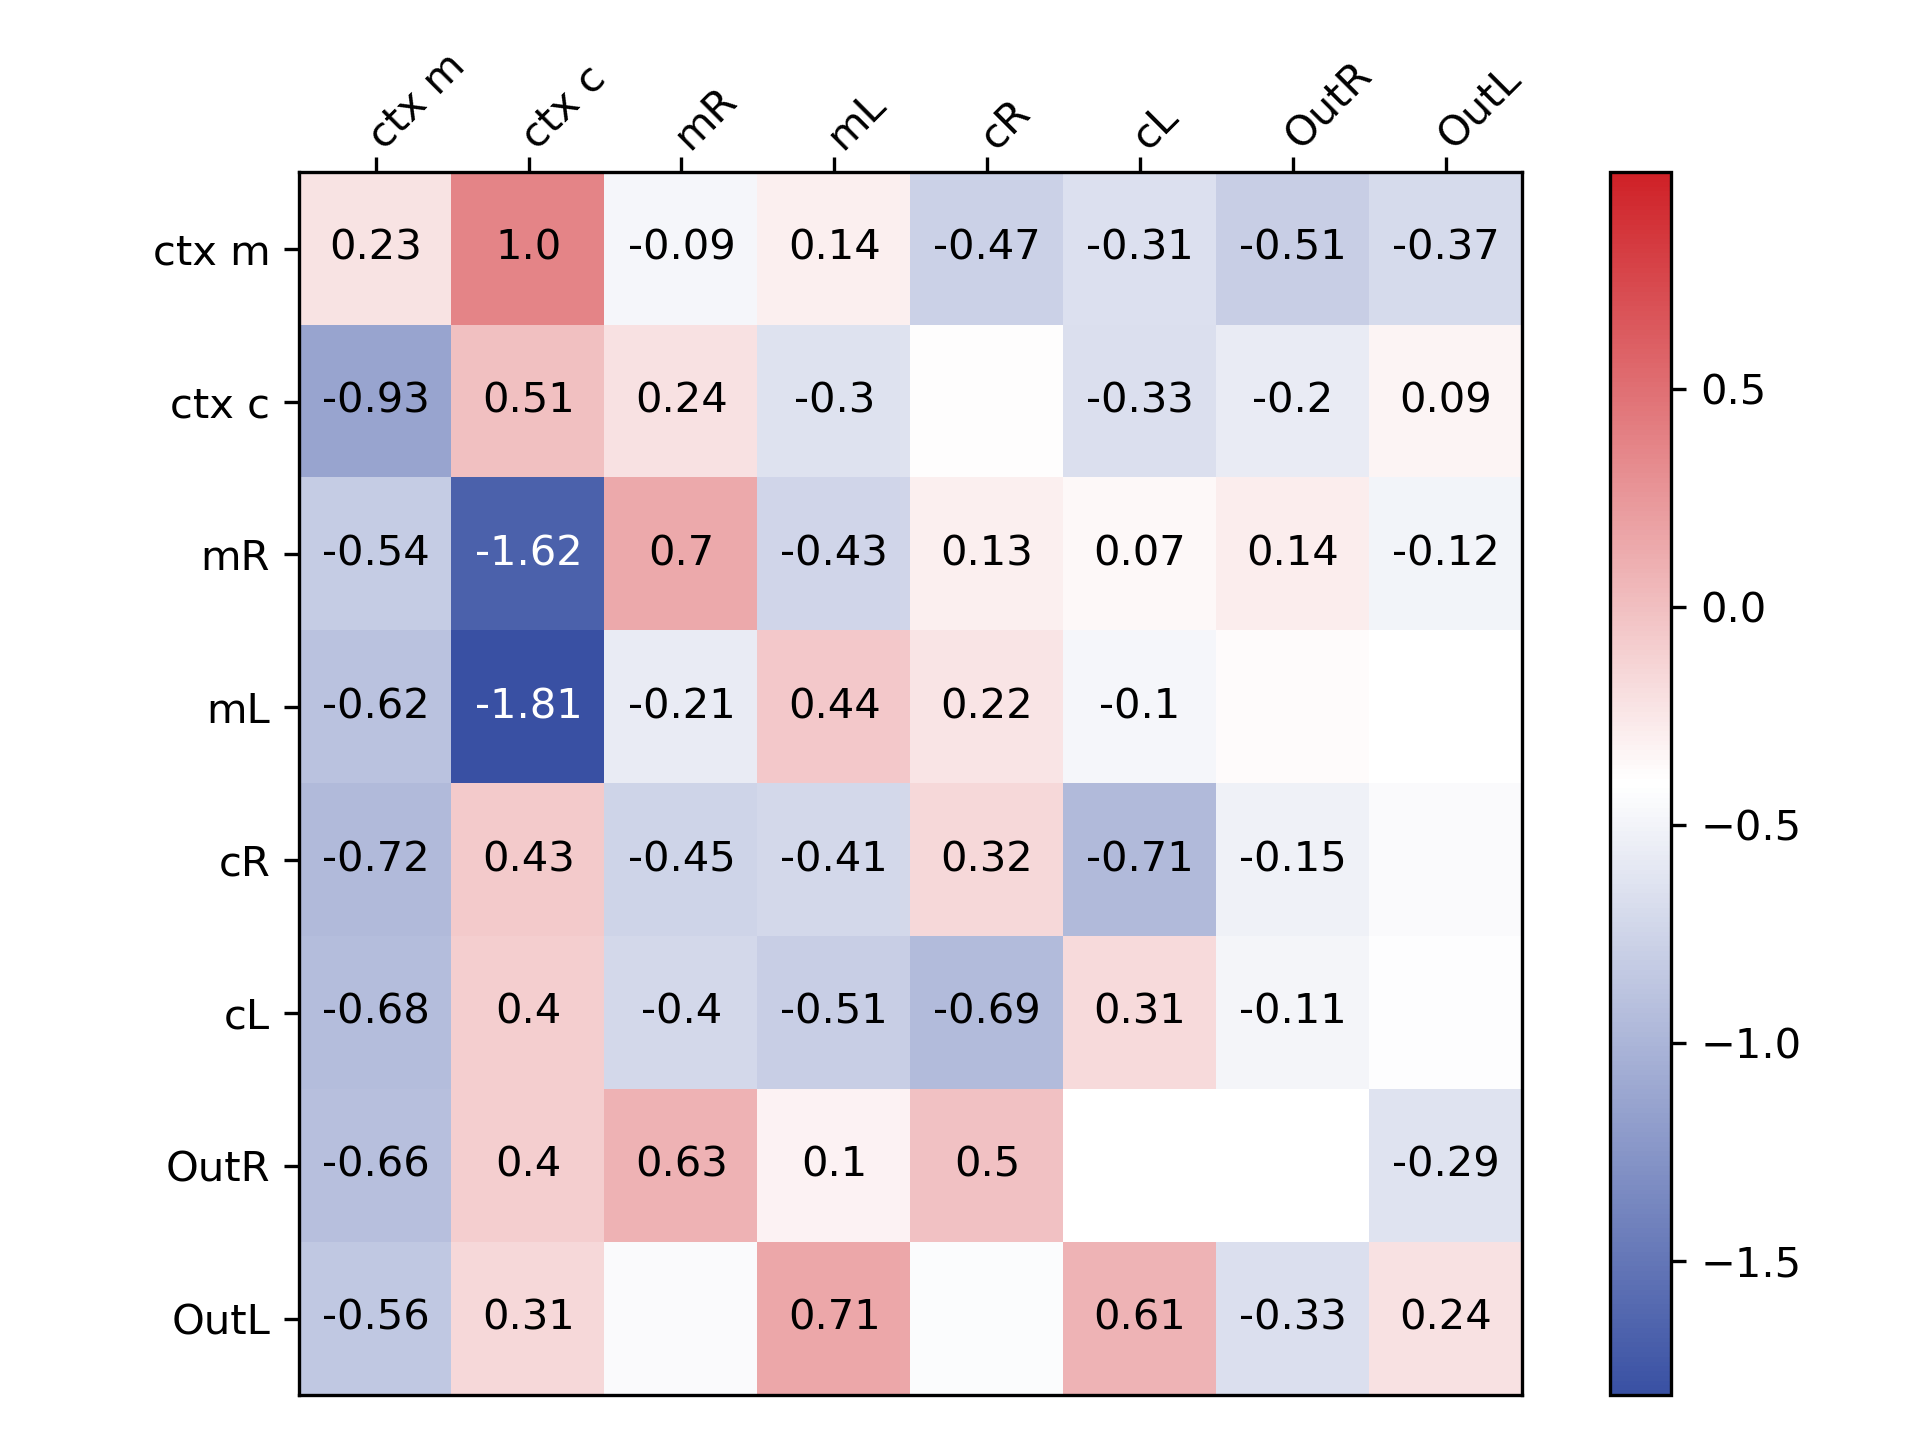 ctx m ctx c mR mL cR cL OutR OutL
ctx m 0.23 1.0 -0.09 0.14 -0.47 -0.31 -0.51 -0.37
ctx c -0.93 0.51 0.24 -0.3 -0.33 -0.2 0.09
mR -0.54 -1.62 0.7 -0.43 0.13 0.07 0.14 -0.12
mL -0.62 -1.81 -0.21 0.44 0.22 -0.1
cR -0.72 0.43 -0.45 -0.41 0.32 -0.71 -0.15
cL -0.68 0.4 -0.4 -0.51 -0.69 0.31 -0.11
OutR -0.66 0.4 0.63 0.1 0.5 -0.29
OutL -0.56 0.31 0.71 0.61 -0.33 0.24
0.5
0.0
−0.5
−1.0
−1.5